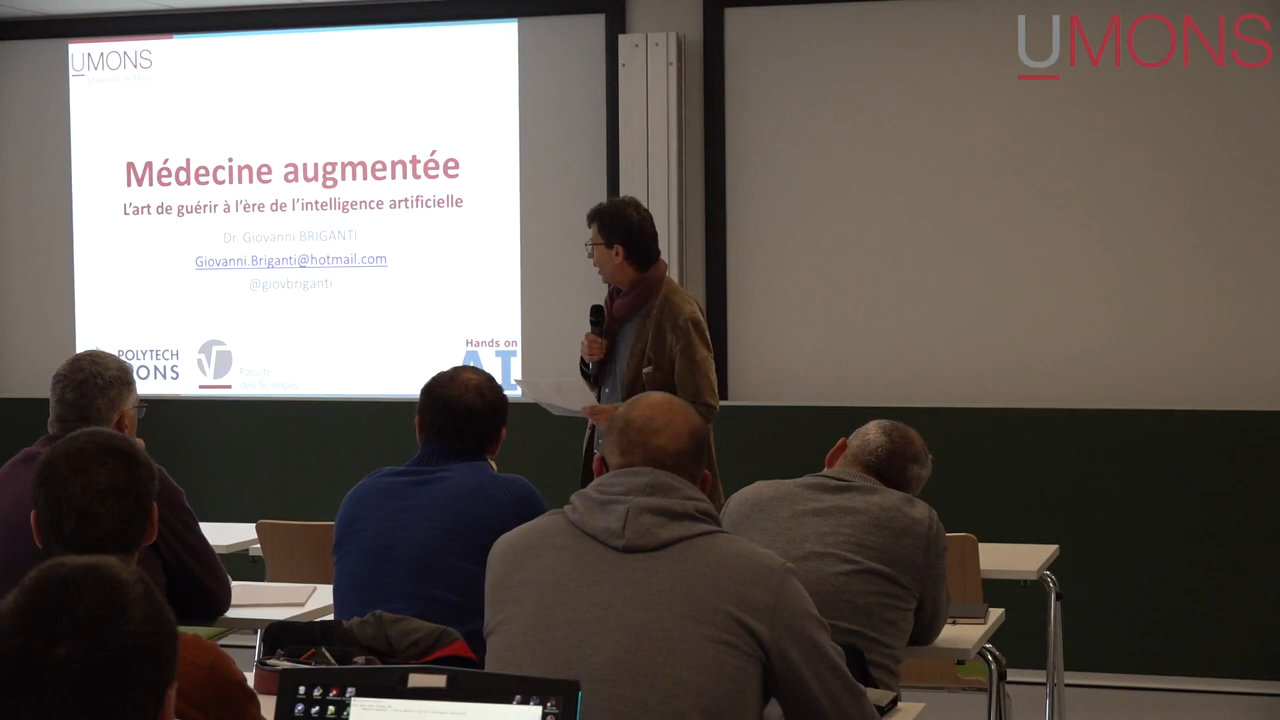 UMONS
UMONS
Médecine augmentée
L'art de guérir à l'ère de l'intelligence artificielle
Dr. Giovanni BRIGANTI
Giovanni.Briganti@hotmail.com
@giovbriganti
POLYTECH
ONS
Faculté
des Sciences
Hands on
AI